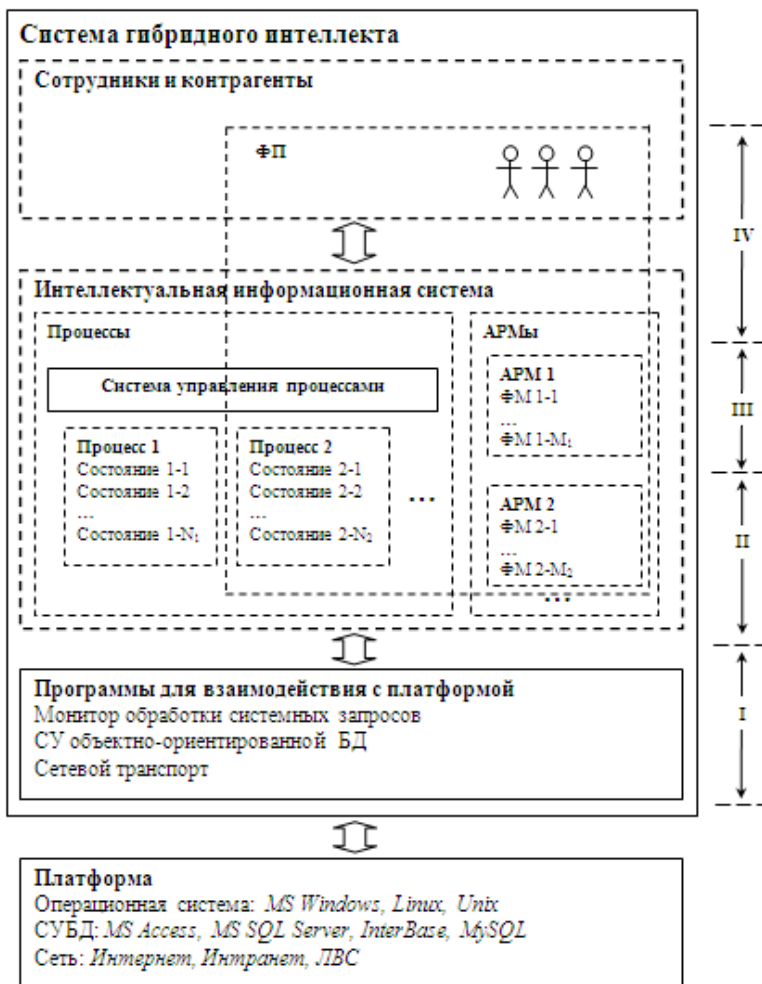 Система гибридного интеллекта
Сотрудники и контрагенты
ФП
IV
Интеллектуальная информационная система
Процессы
АРМы
Система управления процессами
АРМ 1
ФМ 1-1
...
ФМ 1-M₁
III
Процесс 1
Состояние 1-1
Состояние 1-2
...
Состояние 1-N₁
Процесс 2
Состояние 2-1
Состояние 2-2
...
Состояние 2-N₂
...
АРМ 2
ФМ 2-1
...
ФМ 2-M₂
...
II
Программы для взаимодействия с платформой
Монитор обработки системных запросов
СУ объектно-ориентированной БД
Сетевой транспорт
I
Платформа
Операционная система: MS Windows, Linux, Unix
СУБД: MS Access, MS SQL Server, InterBase, MySQL
Сеть: Интернет, Интранет, ЛВС